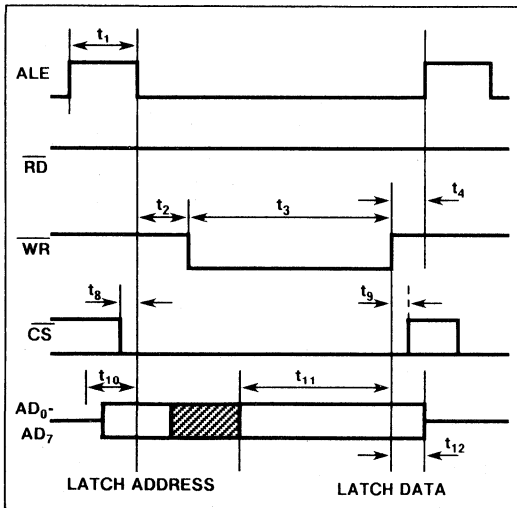 t₁
ALE
RD
t₄
t₂
t₃
WR
t₈
t₉
CS
t₁₀
t₁₁
AD₀-
AD₇
t₁₂
LATCH ADDRESS
LATCH DATA